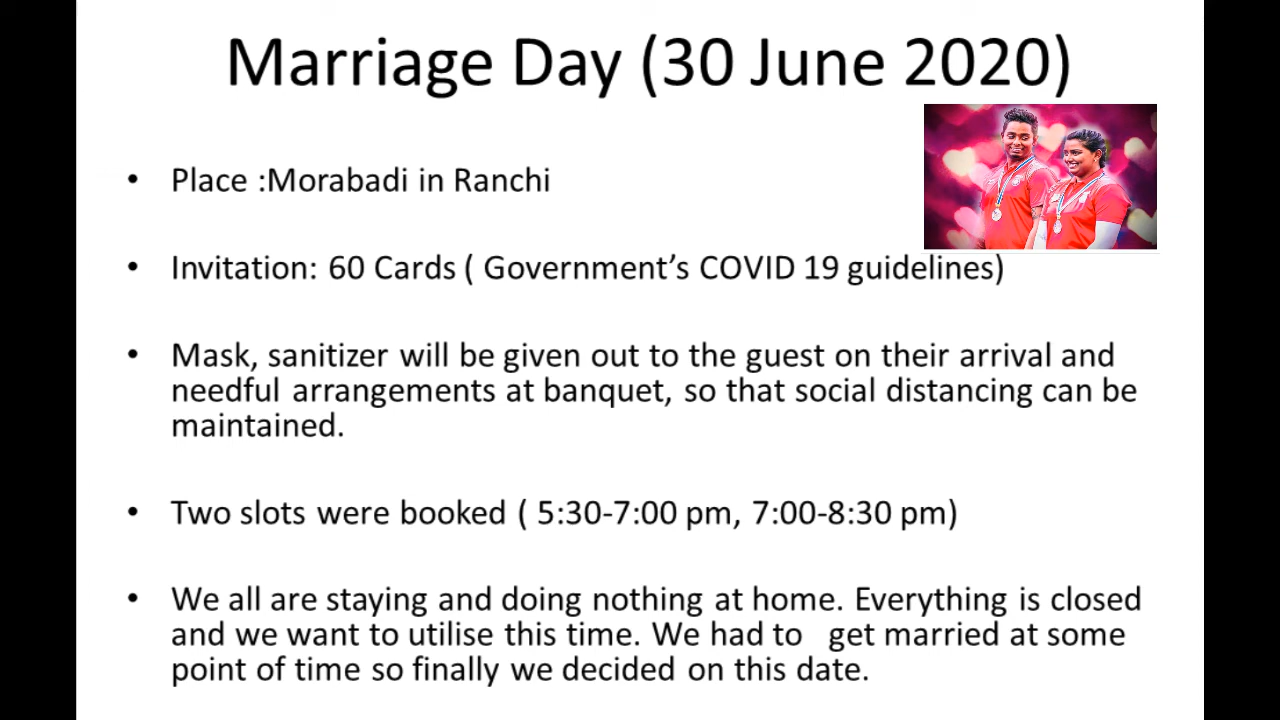 Marriage Day (30 June 2020)
• Place :Morabadi in Ranchi
• Invitation: 60 Cards ( Government’s COVID 19 guidelines)
• Mask, sanitizer will be given out to the guest on their arrival and
needful arrangements at banquet, so that social distancing can be
maintained.
• Two slots were booked ( 5:30-7:00 pm, 7:00-8:30 pm)
• We all are staying and doing nothing at home. Everything is closed
and we want to utilise this time. We had to   get married at some
point of time so finally we decided on this date.